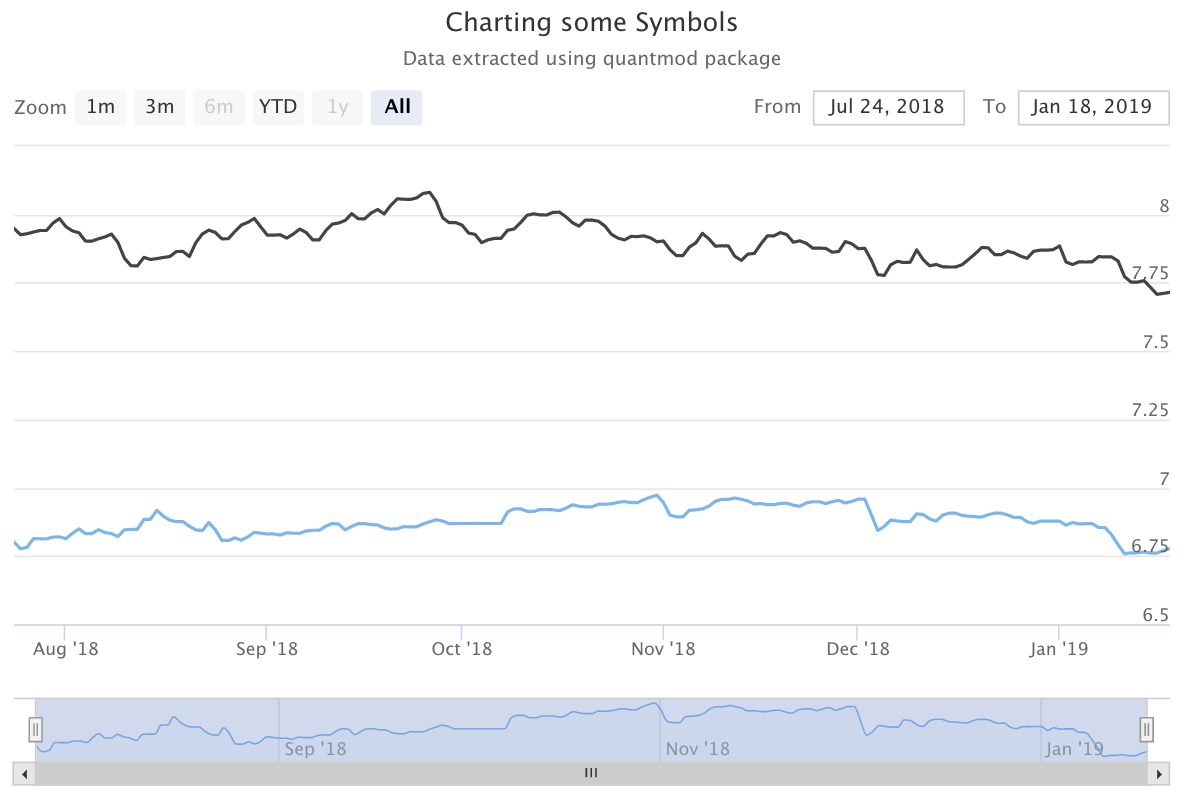 Charting some Symbols
Data extracted using quantmod package
Zoom 1m 3m 6m YTD 1y All From Jul 24, 2018 To Jan 18, 2019
8
7.75
7.5
7.25
7
6.75
6.5
Aug '18 Sep '18 Oct '18 Nov '18 Dec '18 Jan '19
Sep '18 Nov '18 Jan '19